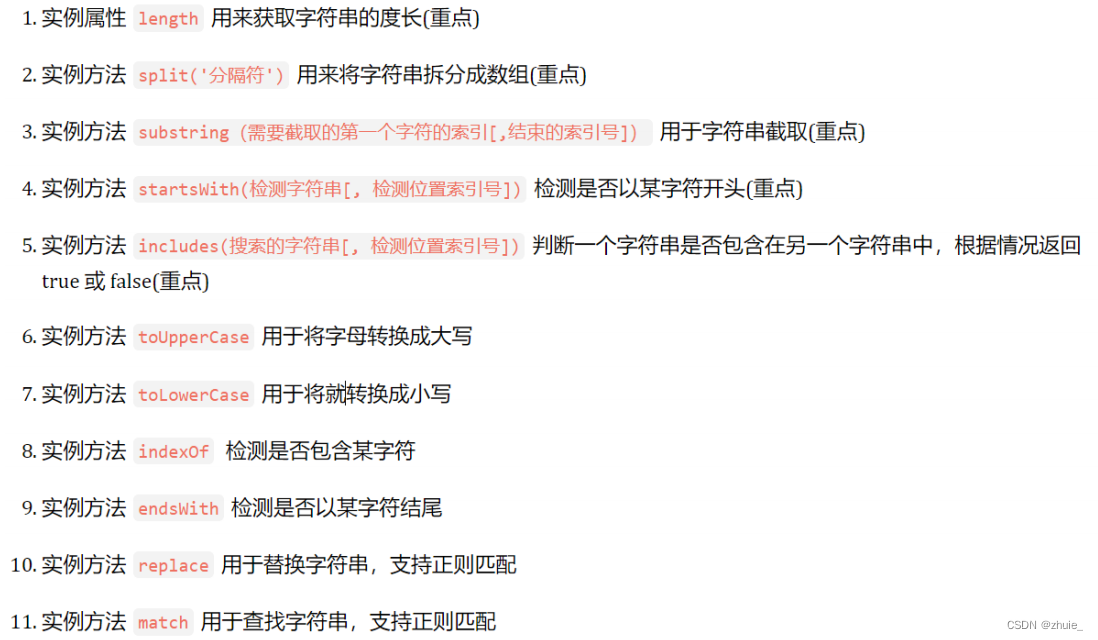 1. 实例属性 length 用来获取字符串的度长(重点)
2. 实例方法 split('分隔符') 用来将字符串拆分成数组(重点)
3. 实例方法 substring (需要截取的第一个字符的索引[,结束的索引号]) 用于字符串截取(重点)
4. 实例方法 startsWith(检测字符串[, 检测位置索引号]) 检测是否以某字符开头(重点)
5. 实例方法 includes(搜索的字符串[, 检测位置索引号]) 判断一个字符串是否包含在另一个字符串中，根据情况返回
true 或 false(重点)
6. 实例方法 toUpperCase 用于将字母转换成大写
7. 实例方法 toLowerCase 用于将就转换成小写
8. 实例方法 indexOf 检测是否包含某字符
9. 实例方法 endsWith 检测是否以某字符结尾
10. 实例方法 replace 用于替换字符串，支持正则匹配
11. 实例方法 match 用于查找字符串，支持正则匹配
CSDN @zhuie_